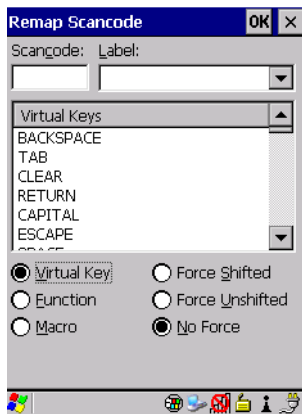 Remap Scancode OK ×
Scancode: Label:
Virtual Keys
BACKSPACE
TAB
CLEAR
RETURN
CAPITAL
ESCAPE
SPACE
Virtual Key Force Shifted
Function Force Unshifted
Macro No Force